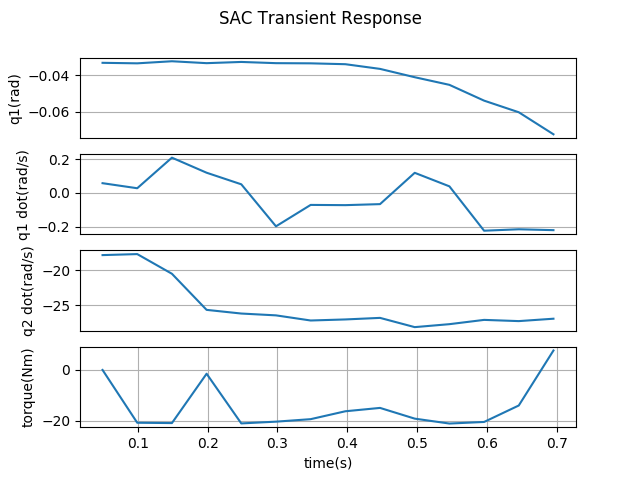 SAC Transient Response
q1(rad)
−0.04
−0.06
q1 dot(rad/s)
0.2
0.0
−0.2
q2 dot(rad/s)
−20
−25
torque(Nm)
0
−20
0.1 0.2 0.3 0.4 0.5 0.6 0.7
time(s)